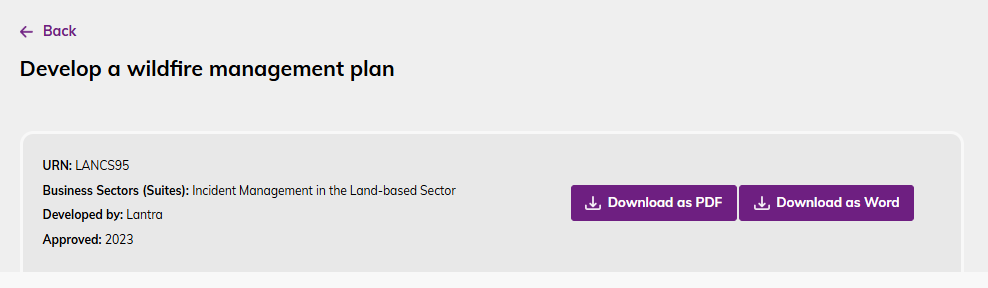 Back
Develop a wildfire management plan
URN: LANCS95
Business Sectors (Suites): Incident Management in the Land-based Sector
Developed by: Lantra
Approved: 2023
Download as PDF
Download as Word